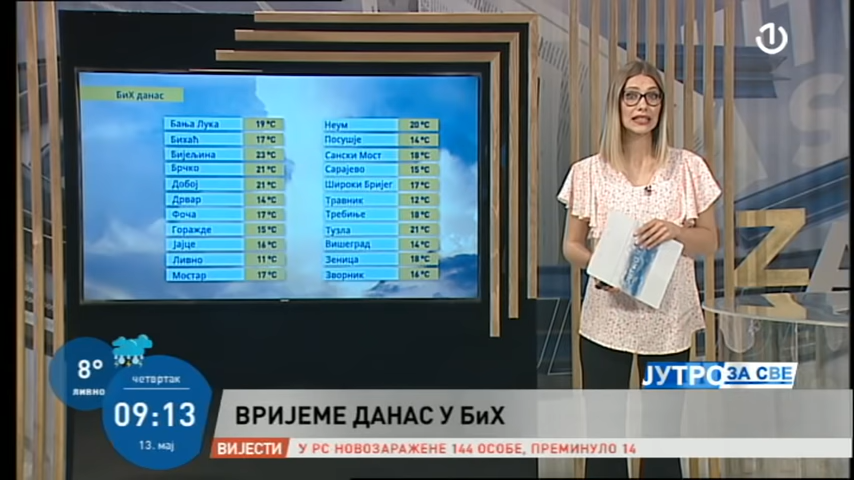 БиХ данас
Бања Лука 19 °C
Бихаћ 17 °C
Бијељина 23 °C
Брчко 21 °C
Добој 21 °C
Дрвар 14 °C
Фоча 17 °C
Горажде 15 °C
Јајце 16 °C
Ливно 11 °C
Мостар 17 °C
Неум 20 °C
Посушје 14 °C
Сански Мост 18 °C
Сарајево 15 °C
Широки Бријег 17 °C
Травник 12 °C
Требиње 18 °C
Тузла 21 °C
Вишеград 14 °C
Зеница 18 °C
Зворник 16 °C
ZA
8°
ливно
четвртак
09:13
13. мај
ЈУТРО ЗА СВЕ
ВРИЈЕМЕ ДАНАС У БиХ
ВИЈЕСТИ У РС НОВОЗАРАЖЕНЕ 144 ОСОБЕ, ПРЕМИНУЛО 14